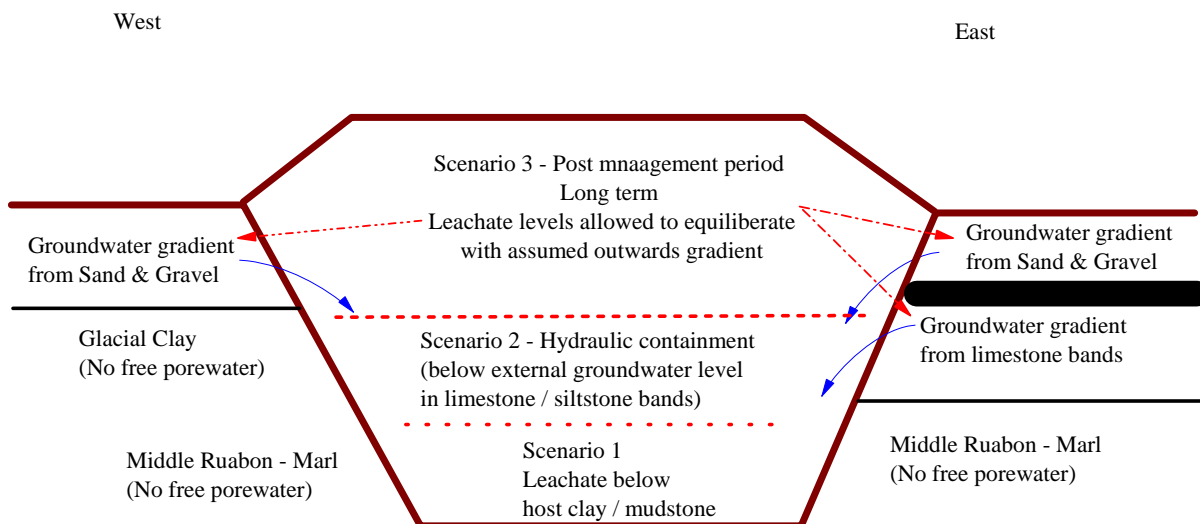 West
East
Scenario 3 - Post mnaagement period
Long term
Leachate levels allowed to equiliberate
with assumed outwards gradient
Groundwater gradient
from Sand & Gravel
Groundwater gradient
from Sand & Gravel
Glacial Clay
(No free porewater)
Scenario 2 - Hydraulic containment
(below external groundwater level
in limestone / siltstone bands)
Groundwater gradient
from limestone bands
Middle Ruabon - Marl
(No free porewater)
Scenario 1
Leachate below
host clay / mudstone
Middle Ruabon - Marl
(No free porewater)